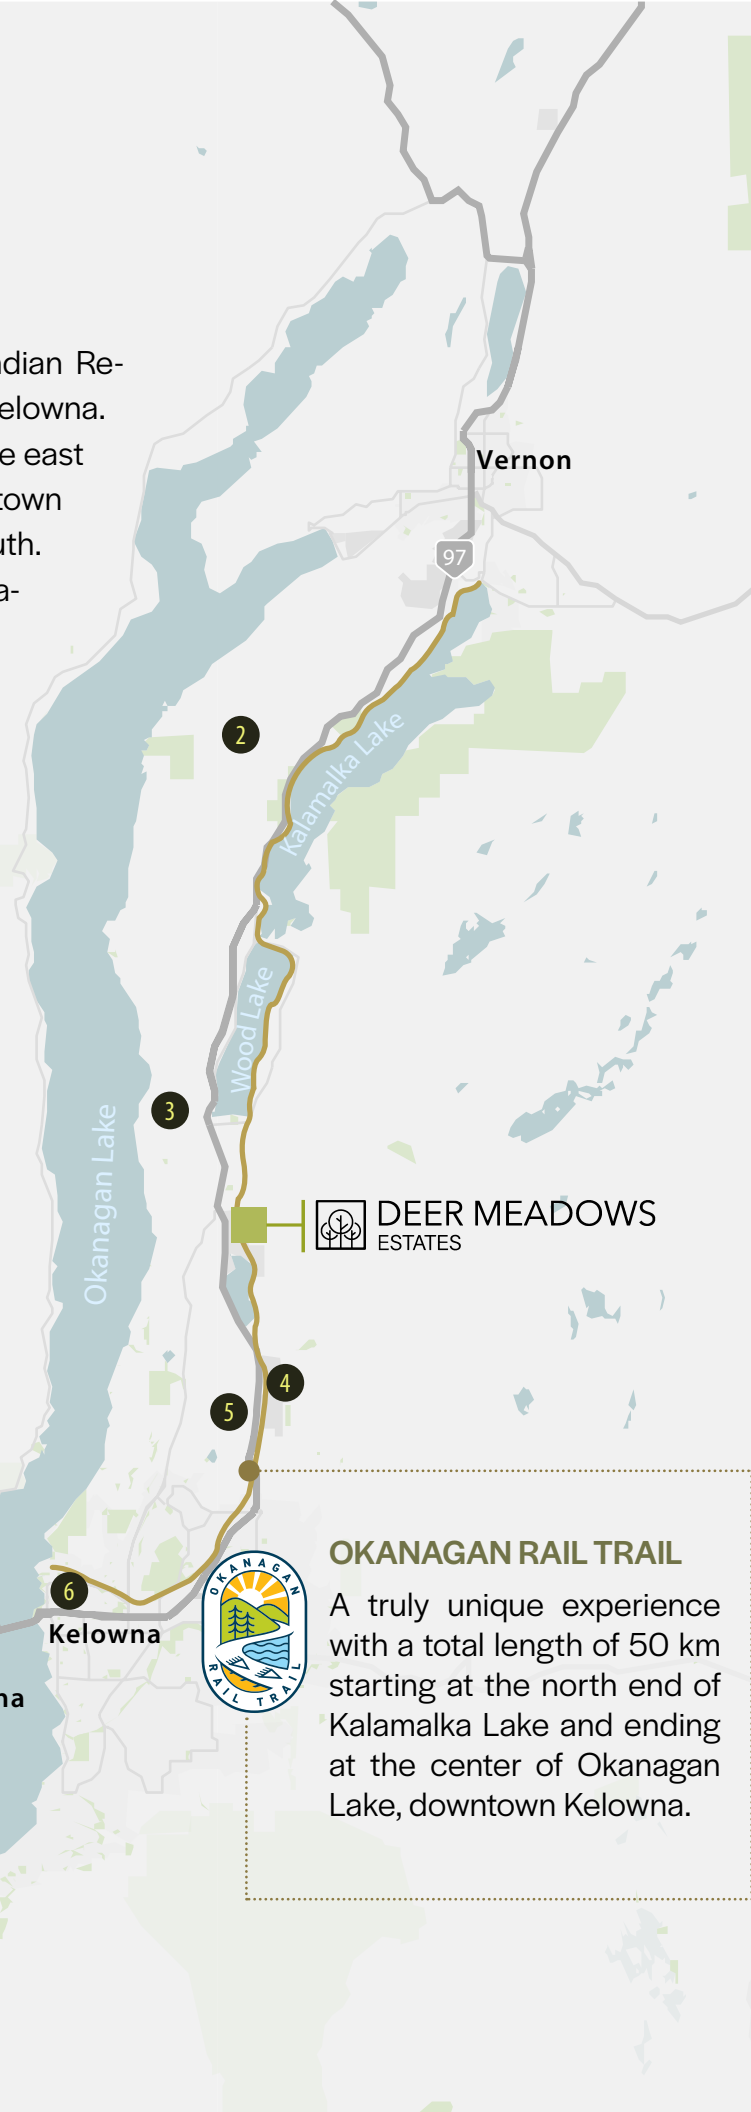 ndian Re-
elowna.
e east
town
uth.
a-
Vernon
97
2
Kalamalka Lake
Wood Lake
3
Okanagan Lake
DEER MEADOWS
ESTATES
4
5
6
Kelowna
na
OKANAGAN
RAIL TRAIL
OKANAGAN RAIL TRAIL
A truly unique experience
with a total length of 50 km
starting at the north end of
Kalamalka Lake and ending
at the center of Okanagan
Lake, downtown Kelowna.